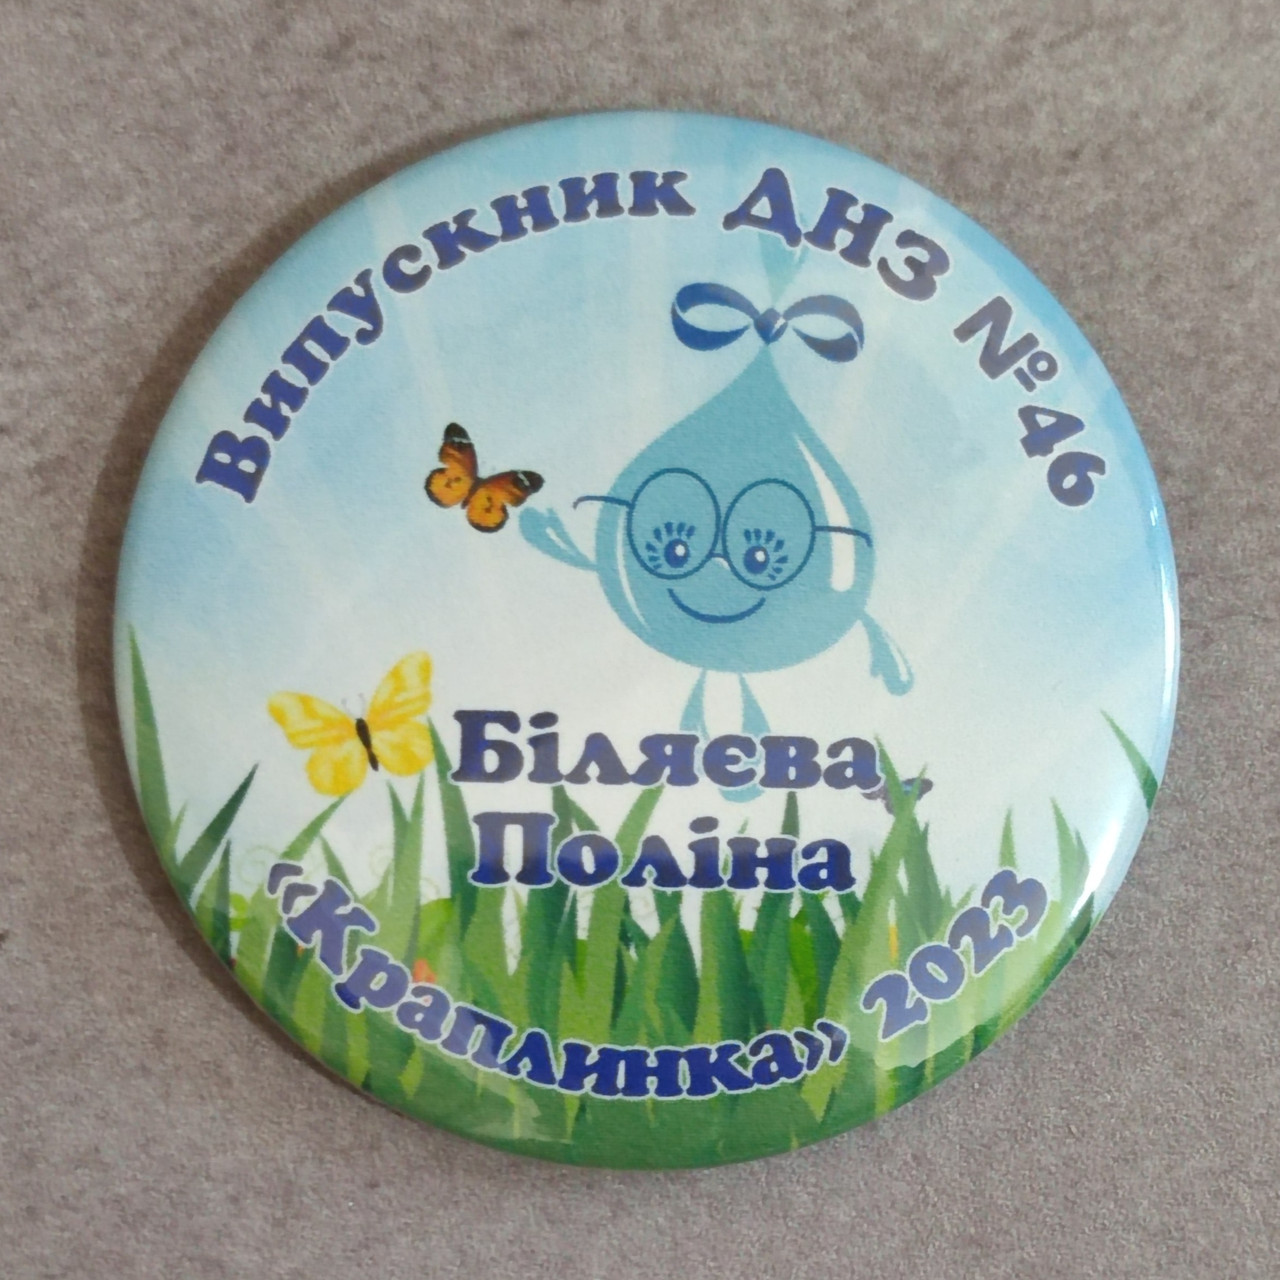 Випускник ДНЗ №46
Біляєва
Поліна
«Краплинка» 2023